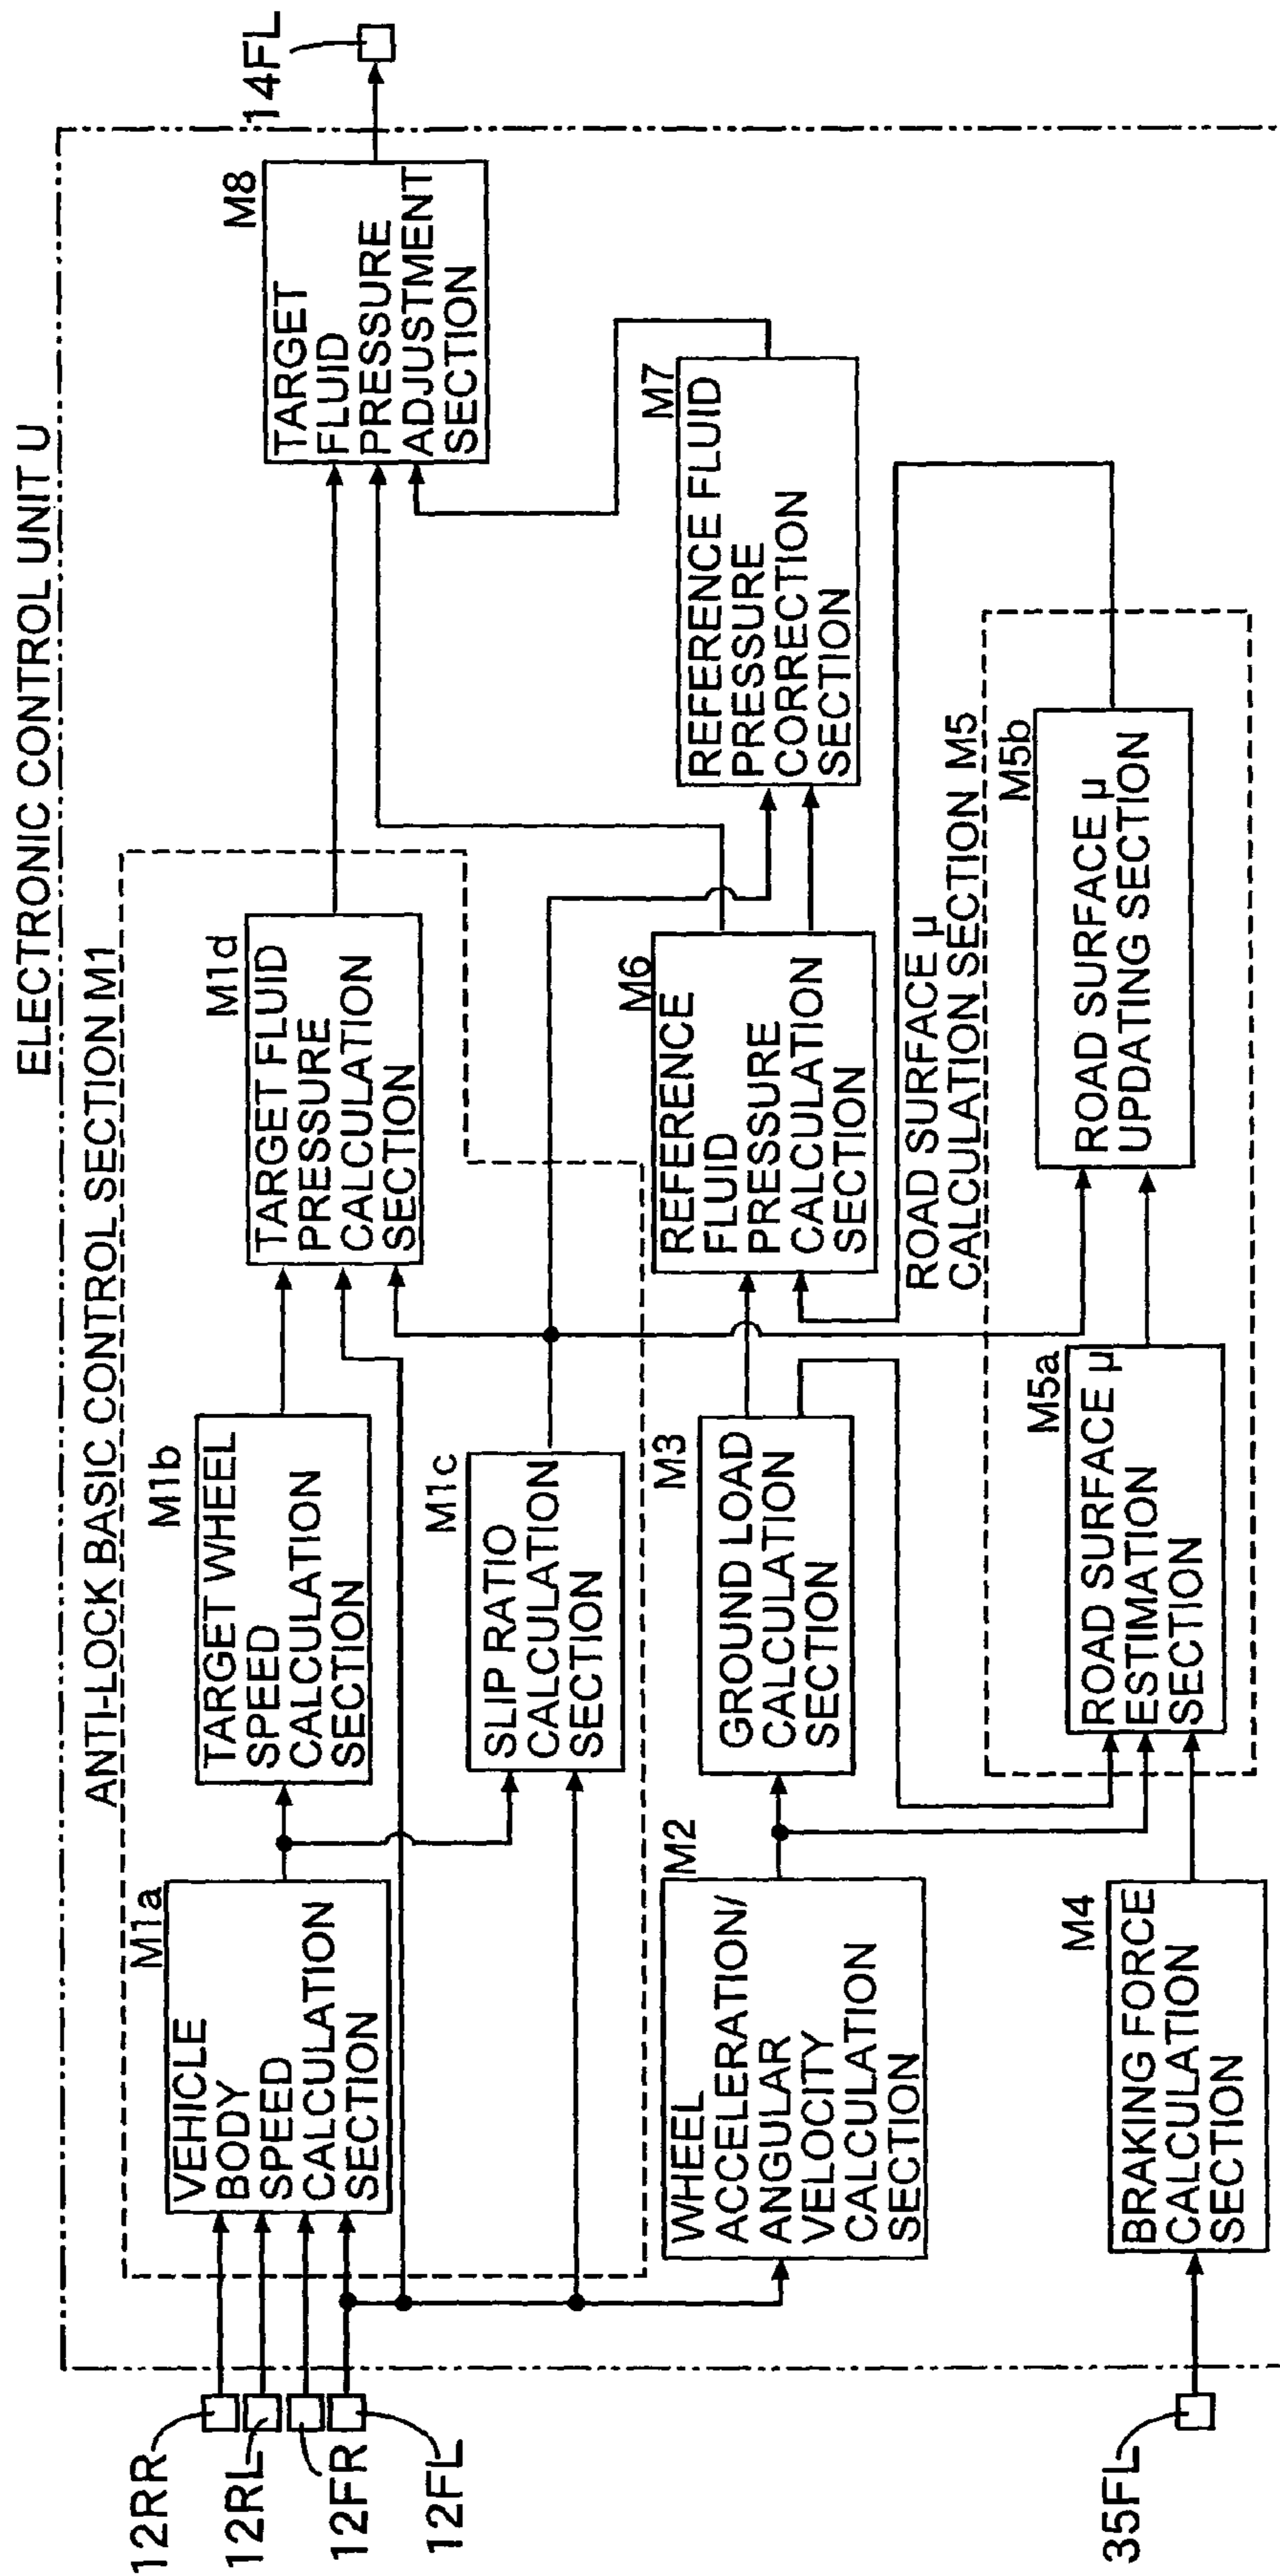 ELECTRONIC CONTROL UNIT U
ANTI-LOCK BASIC CONTROL SECTION M1
12RR
12RL
12FR
12FL
M1a
VEHICLE
BODY
SPEED
CALCULATION
SECTION
M1b
TARGET WHEEL
SPEED
CALCULATION
SECTION
M1c
SLIP RATIO
CALCULATION
SECTION
M1d
TARGET FLUID
PRESSURE
CALCULATION
SECTION
M8
TARGET
FLUID
PRESSURE
ADJUSTMENT
SECTION
14FL
M2
WHEEL
ACCELERATION/
ANGULAR
VELOCITY
CALCULATION
SECTION
M3
GROUND LOAD
CALCULATION
SECTION
M6
REFERENCE
FLUID
PRESSURE
CALCULATION
SECTION
M7
REFERENCE FLUID
PRESSURE
CORRECTION
SECTION
ROAD SURFACE μ
CALCULATION SECTION M5
35FL
M4
BRAKING FORCE
CALCULATION
SECTION
M5a
ROAD SURFACE μ
ESTIMATION
SECTION
M5b
ROAD SURFACE μ
UPDATING SECTION